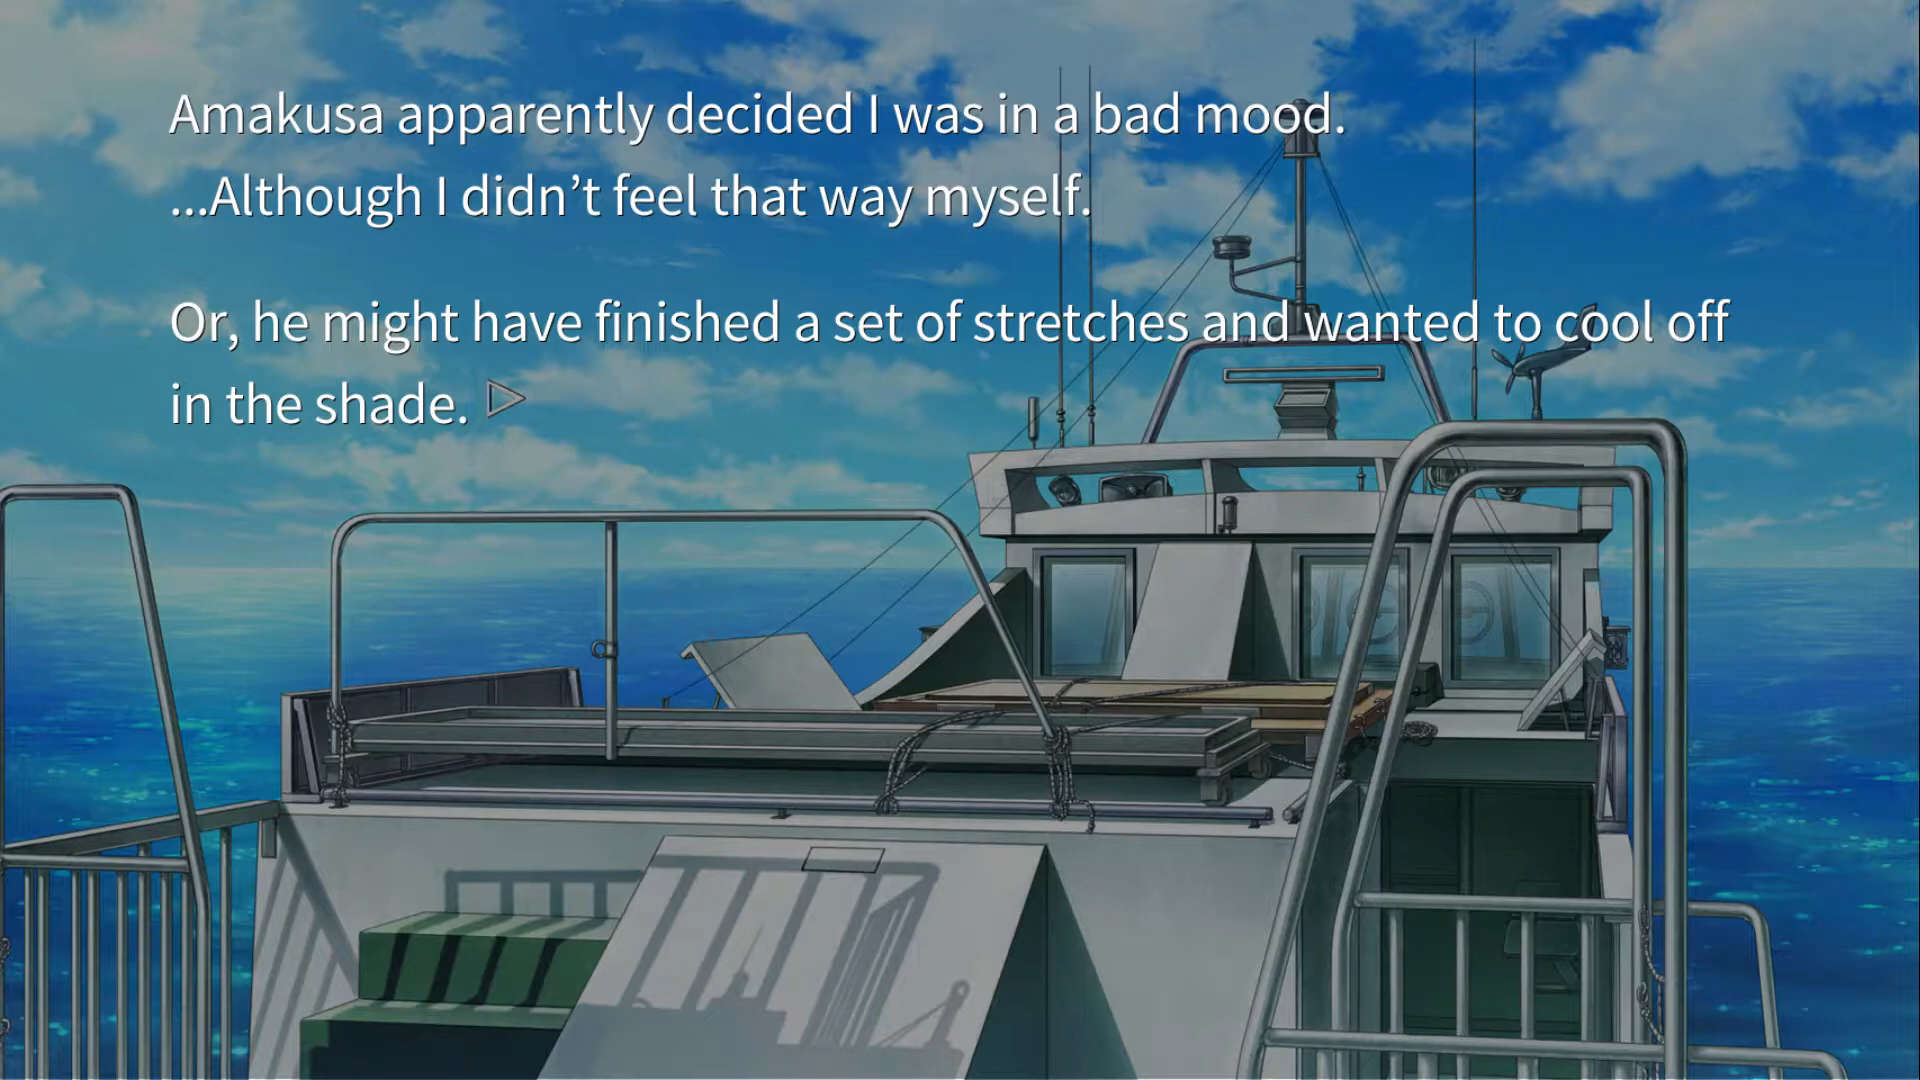 Amakusa apparently decided I was in a bad mood.
...Although I didn’t feel that way myself.
Or, he might have finished a set of stretches and wanted to cool off
in the shade.